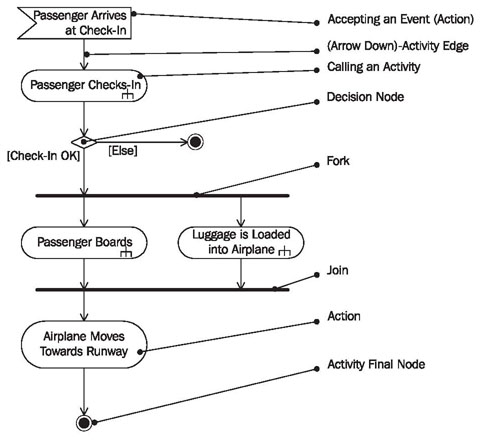 Passenger Arrives
at Check-In
Accepting an Event (Action)
(Arrow Down)-Activity Edge
Calling an Activity
Passenger Checks-In
Decision Node
[Check-In OK]
[Else]
Fork
Passenger Boards
Luggage is Loaded
into Airplane
Join
Action
Airplane Moves
Towards Runway
Activity Final Node